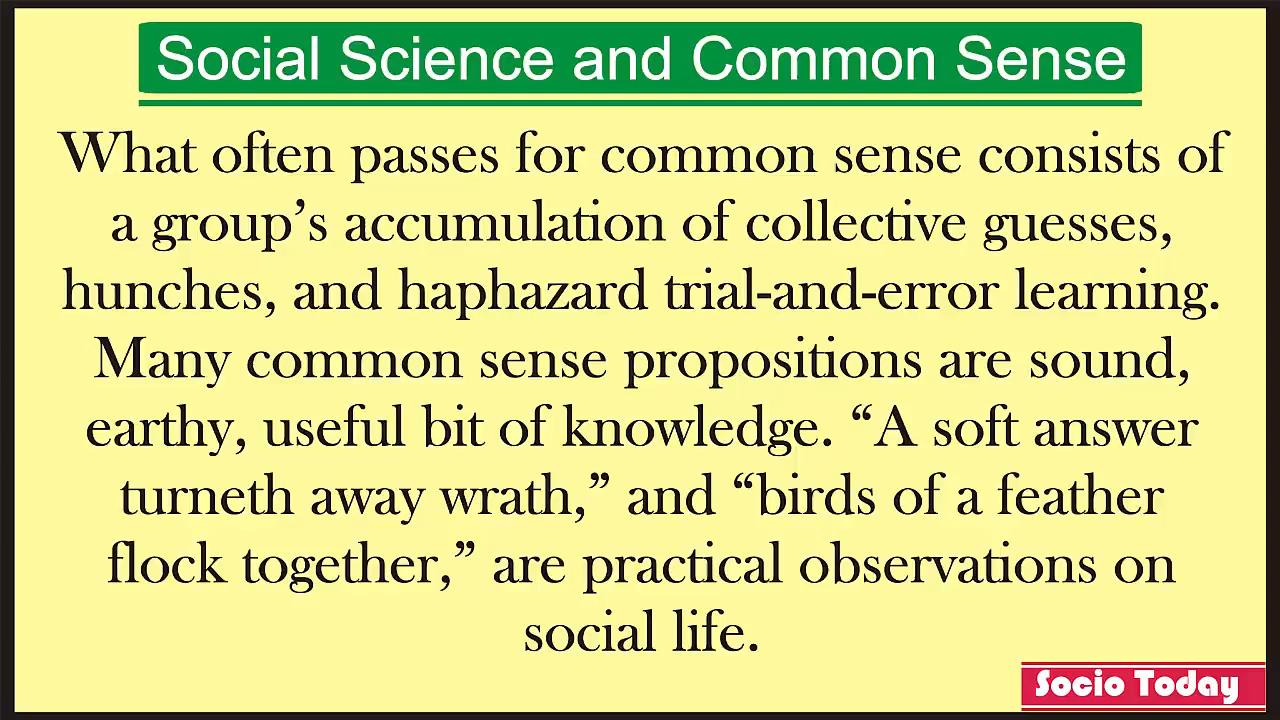 Social Science and Common Sense
What often passes for common sense consists of
a group’s accumulation of collective guesses,
hunches, and haphazard trial-and-error learning.
Many common sense propositions are sound,
earthy, useful bit of knowledge. “A soft answer
turneth away wrath,” and “birds of a feather
flock together,” are practical observations on
social life.
Socio Today